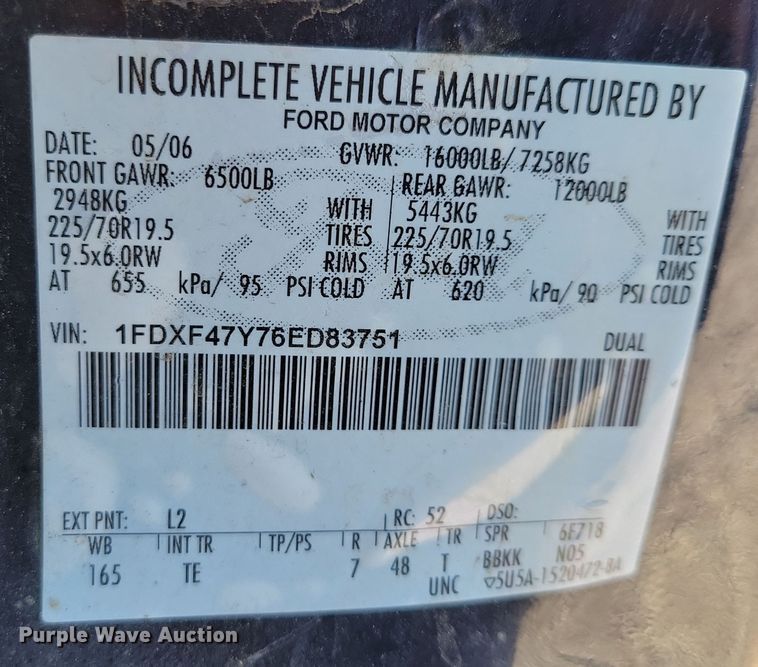 INCOMPLETE VEHICLE MANUFACTURED BY
FORD MOTOR COMPANY
DATE: 05/06 GVWR: 16000LB/ 7258KG
FRONT GAWR: 6500LB REAR GAWR: 12000LB
2948KG WITH 5443KG WITH
225/70R19.5 TIRES 225/70R19.5 TIRES
19.5x6.0RW RIMS 19.5x6.0RW RIMS
AT 655 kPa/ 95 PSI COLD AT 620 kPa/ 90 PSI COLD
VIN: 1FDXF47Y76ED83751 DUAL
EXT PNT: L2 RC: 52 DSO:
WB INT TR TP/PS R AXLE TR SPR 6F718
165 TE 7 48 T BBKK N05
UNC 5U5A-1520472-BA
Purple Wave Auction